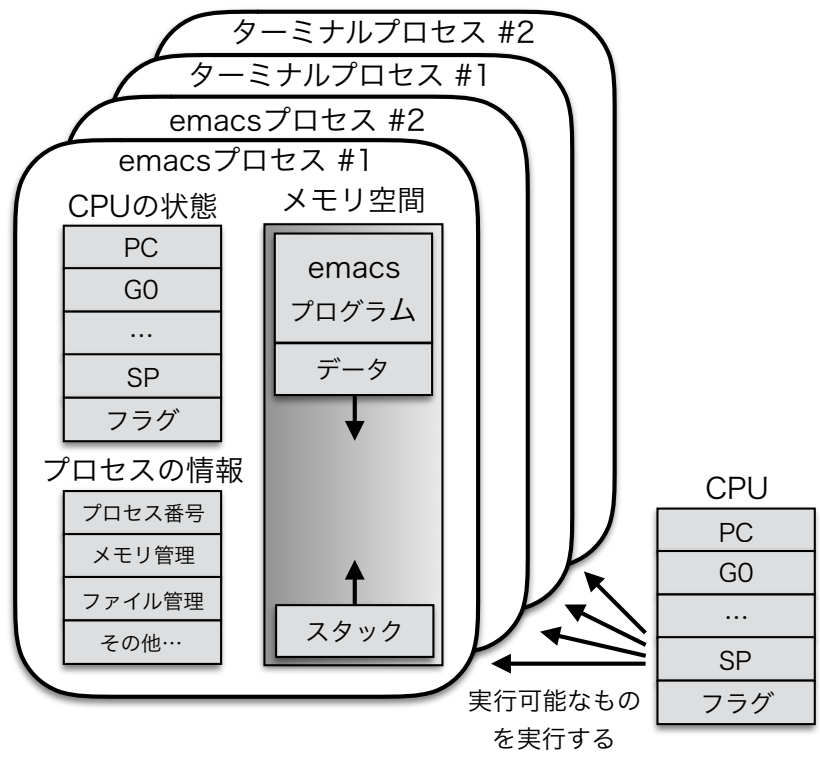 ターミナルプロセス #2
ターミナルプロセス #1
emacsプロセス #2
emacsプロセス #1
CPUの状態
PC
G0
…
SP
フラグ
プロセスの情報
プロセス番号
メモリ管理
ファイル管理
その他…
メモリ空間
emacs
プログラム
データ
スタック
CPU
PC
G0
…
SP
フラグ
実行可能なもの
を実行する